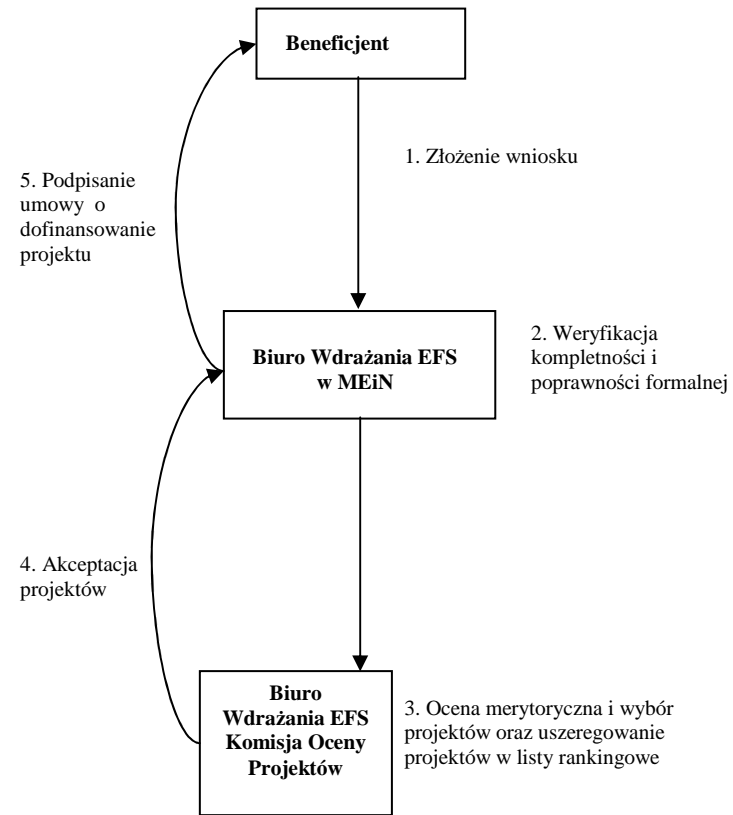 Beneficjent
1. Złożenie wniosku
5. Podpisanie
umowy o
dofinansowanie
projektu
Biuro Wdrażania EFS
w MEiN
2. Weryfikacja
kompletności i
poprawności formalnej
4. Akceptacja
projektów
Biuro
Wdrażania EFS
Komisja Oceny
Projektów
3. Ocena merytoryczna i wybór
projektów oraz uszeregowanie
projektów w listy rankingowe